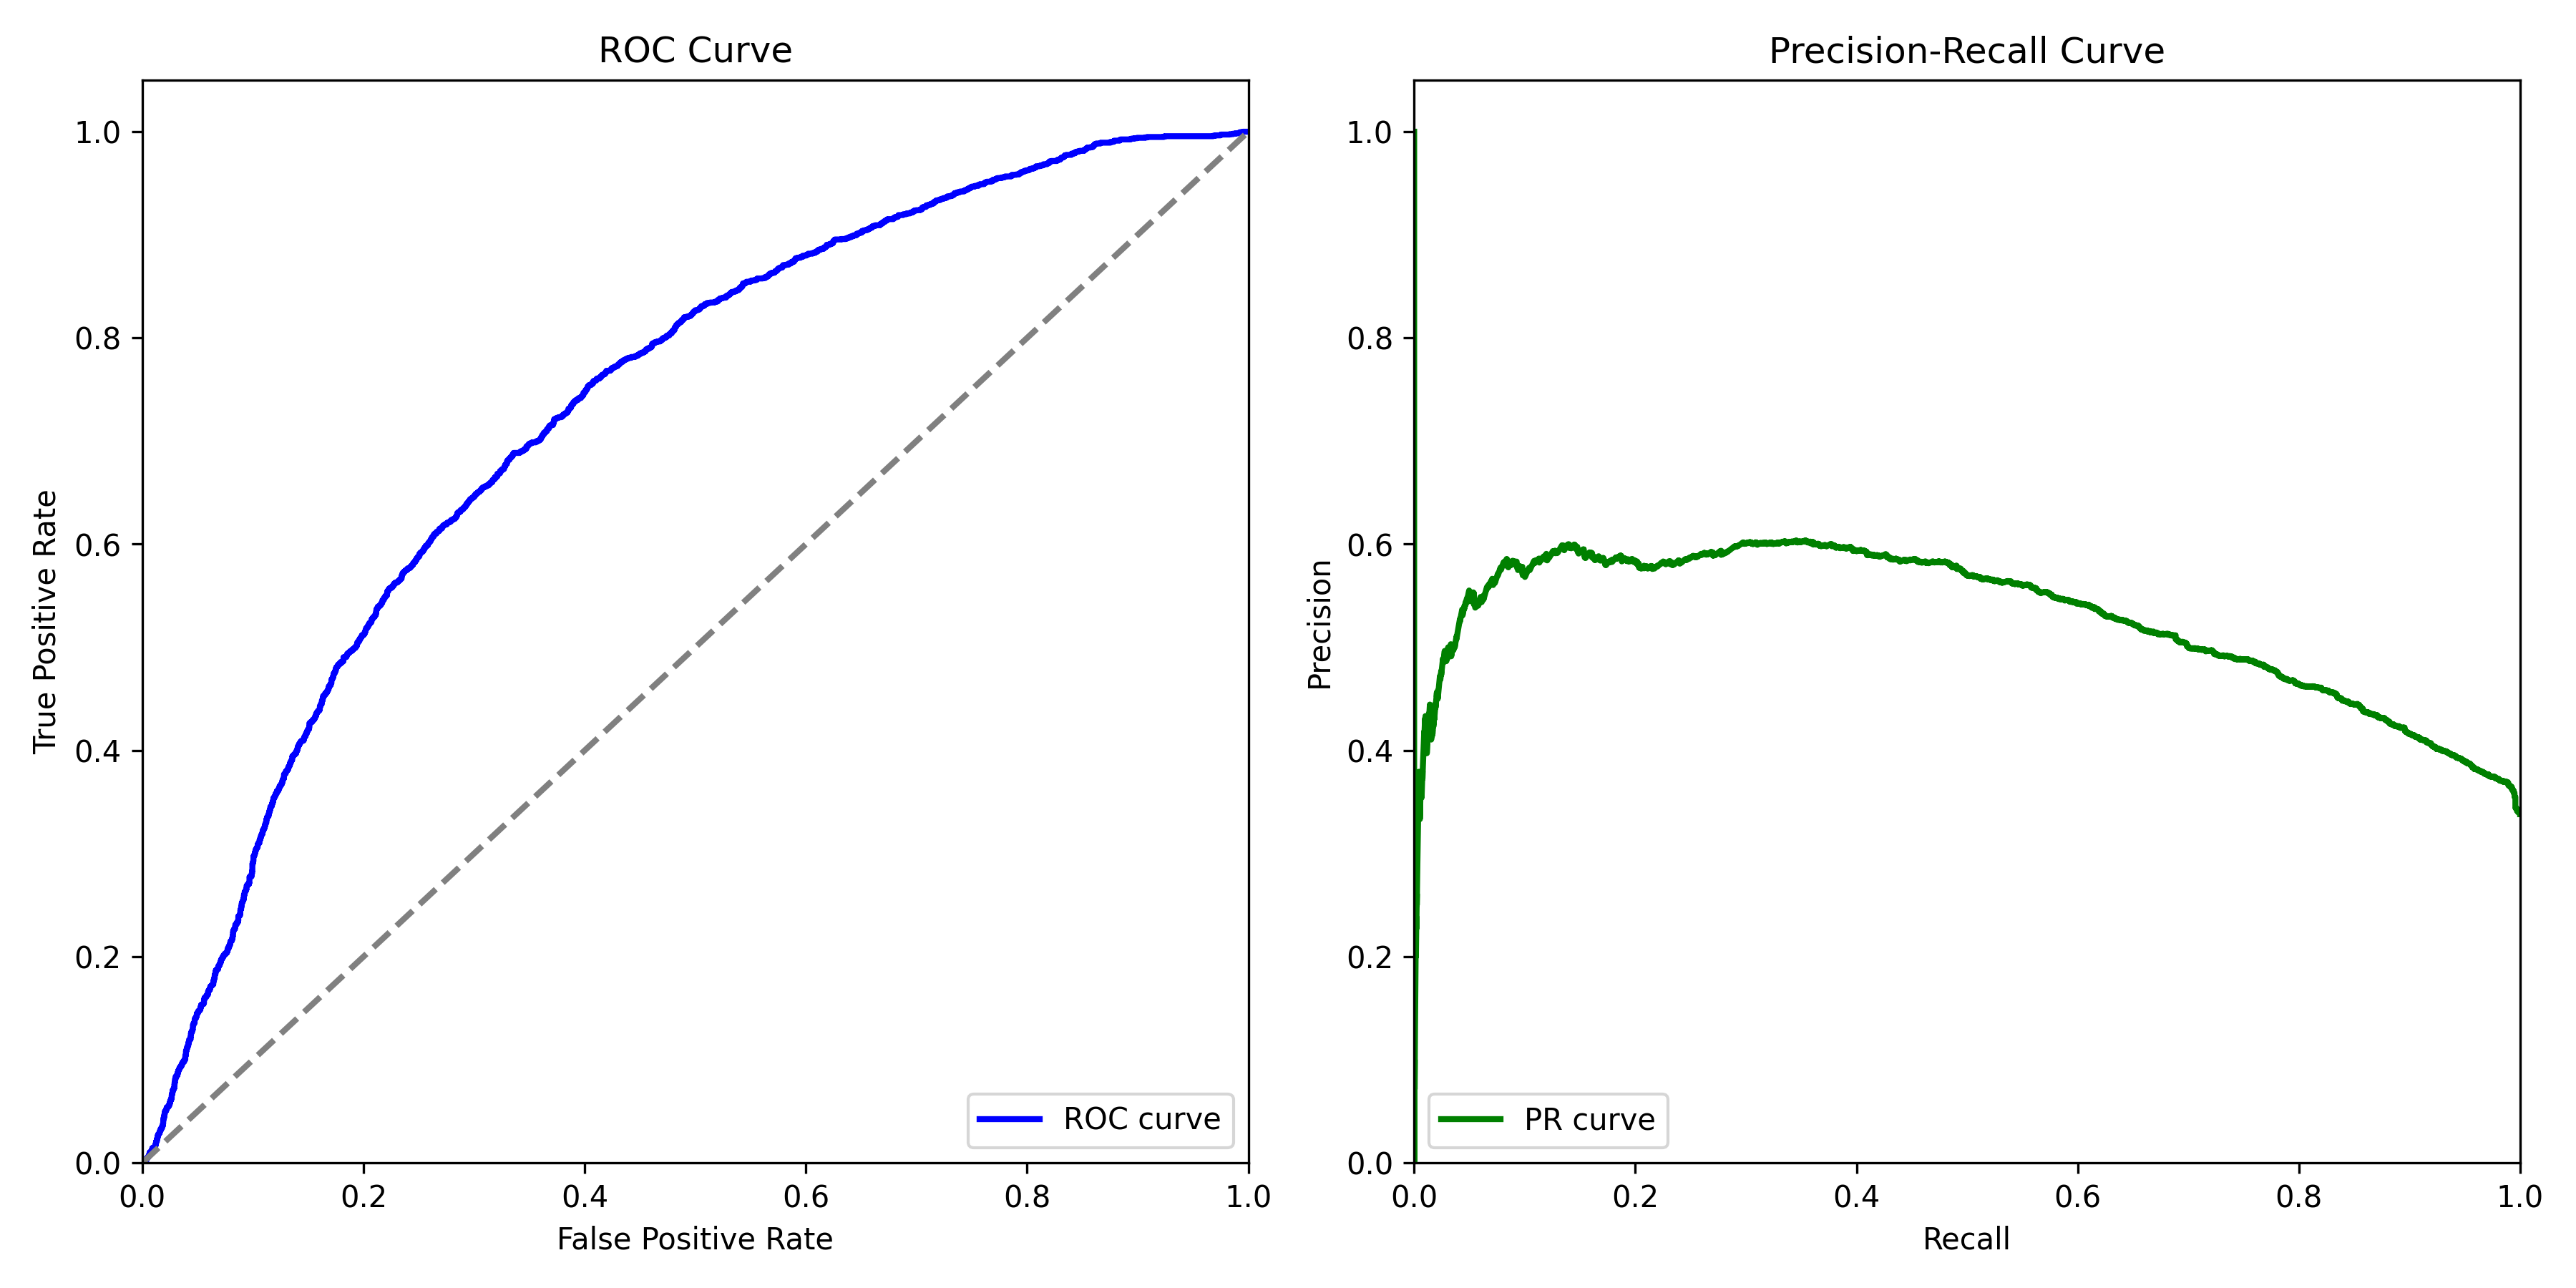 ROC Curve
1.0
0.8
0.6
0.4
0.2
0.0
True Positive Rate
0.0 0.2 0.4 0.6 0.8 1.0
False Positive Rate
ROC curve
Precision-Recall Curve
1.0
0.8
0.6
0.4
0.2
0.0
Precision
0.0 0.2 0.4 0.6 0.8 1.0
Recall
PR curve